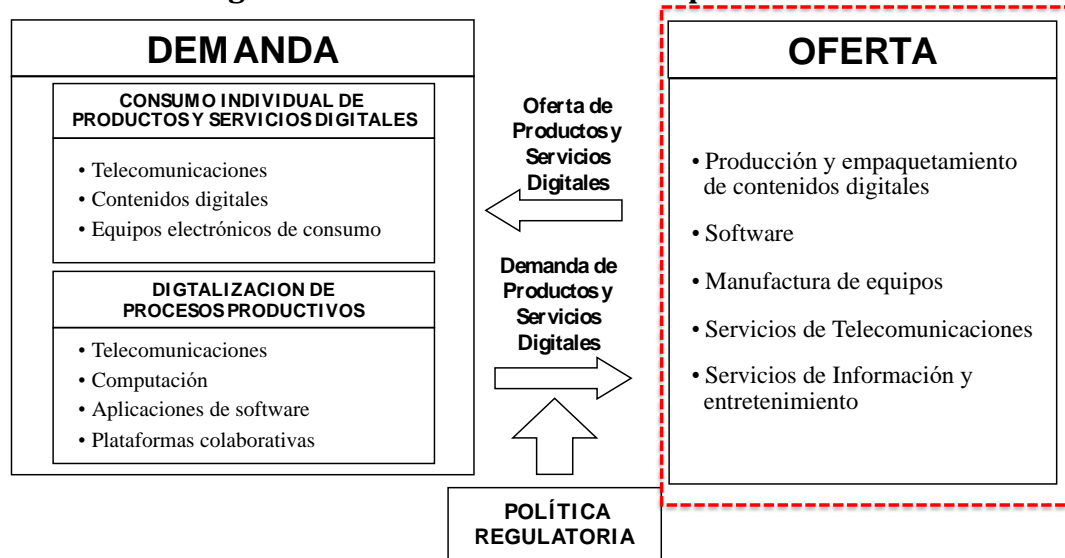 DEMANDA
CONSUMO INDIVIDUAL DE
PRODUCTOS Y SERVICIOS DIGITALES
• Telecomunicaciones
• Contenidos digitales
• Equipos electrónicos de consumo
DIGTALIZACION DE
PROCESOS PRODUCTIVOS
• Telecomunicaciones
• Computación
• Aplicaciones de software
• Plataformas colaborativas
Oferta de
Productos y
Servicios
Digitales
Demanda de
Productos y
Servicios
Digitales
POLÍTICA
REGULATORIA
OFERTA
• Producción y empaquetamiento
de contenidos digitales
• Software
• Manufactura de equipos
• Servicios de Telecomunicaciones
• Servicios de Información y
entretenimiento